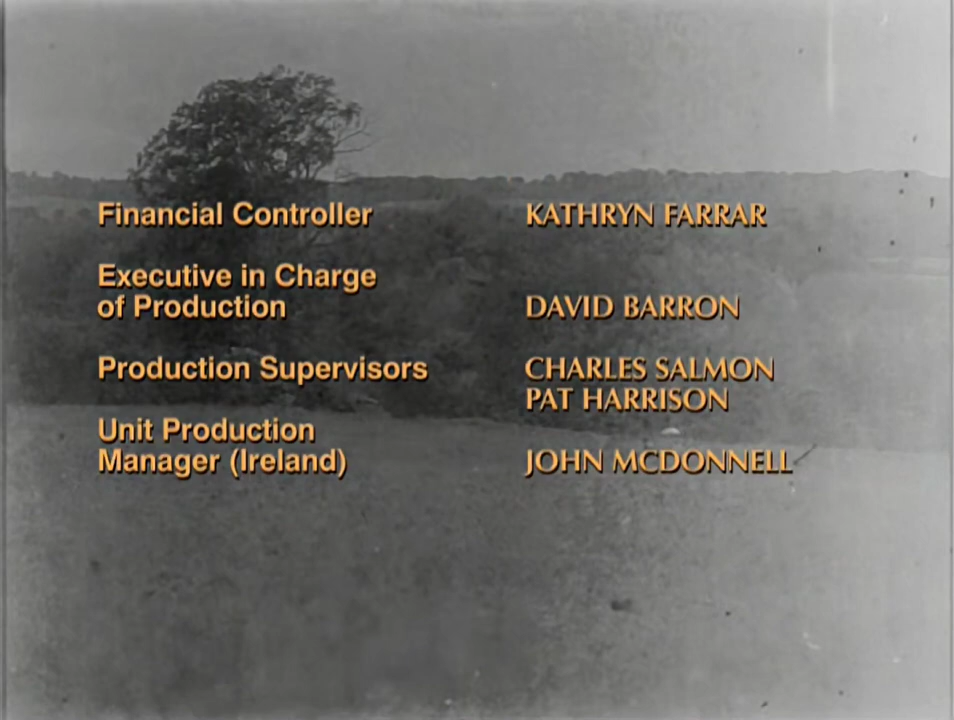 Financial Controller KATHRYN FARRAR
Executive in Charge
of Production DAVID BARRON
Production Supervisors CHARLES SALMON
PAT HARRISON
Unit Production
Manager (Ireland) JOHN MCDONNELL